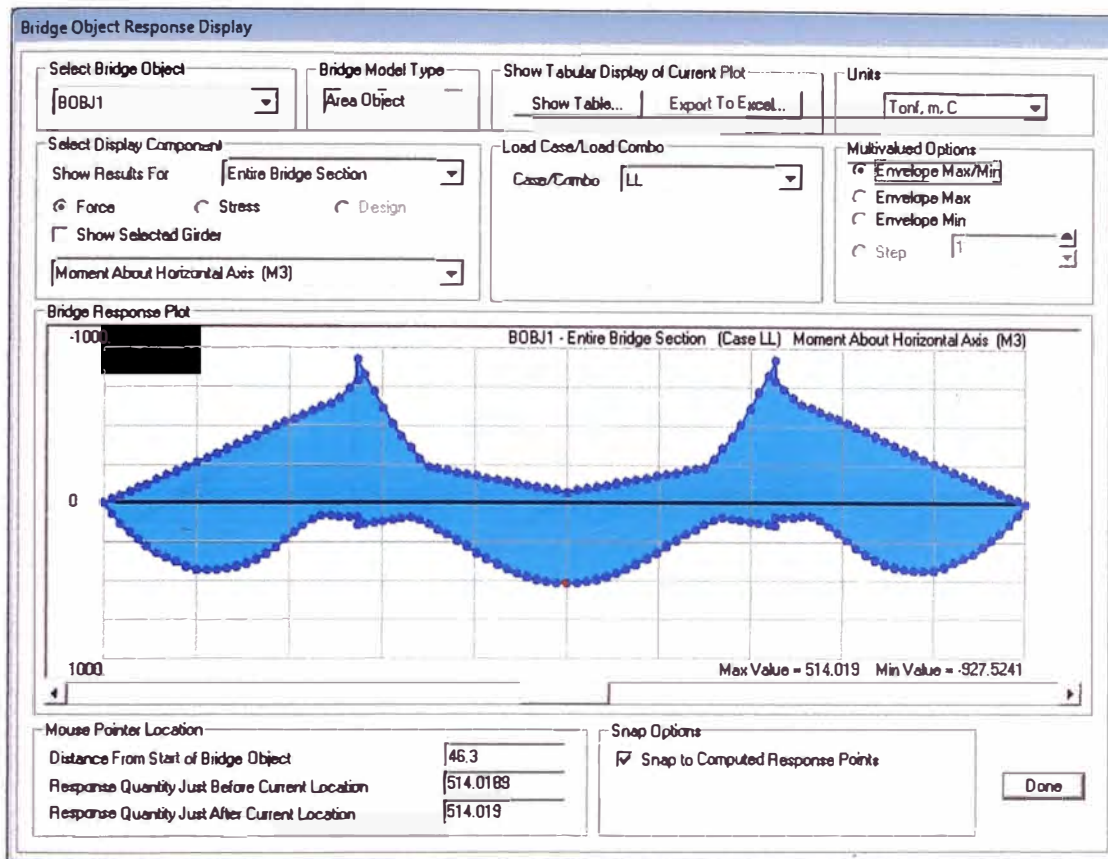 Bridge Object Response Display
Select Bridge Object
BOBJ1
Bridge Model Type
Area Object
Show Tabular Display of Current Plot
Show Table...
Export To Excel...
Units
Tonf, m, C
Select Display Component
Show Results For
Entire Bridge Section
Force
Stress
Design
Show Selected Girder
Moment About Horizontal Axis (M3)
Load Case/Load Combo
Case/Combo
LL
Multivalued Options
Envelope Max/Min
Envelope Max
Envelope Min
Step
1
Bridge Response Plot
-1000.
BOBJ1 - Entire Bridge Section (Case LL) Moment About Horizontal Axis (M3)
0
1000.
Max Value = 514.019 Min Value = -927.5241
Mouse Pointer Location
Distance From Start of Bridge Object
46.3
Response Quantity Just Before Current Location
514.0189
Response Quantity Just After Current Location
514.019
Snap Options
Snap to Computed Response Points
Done